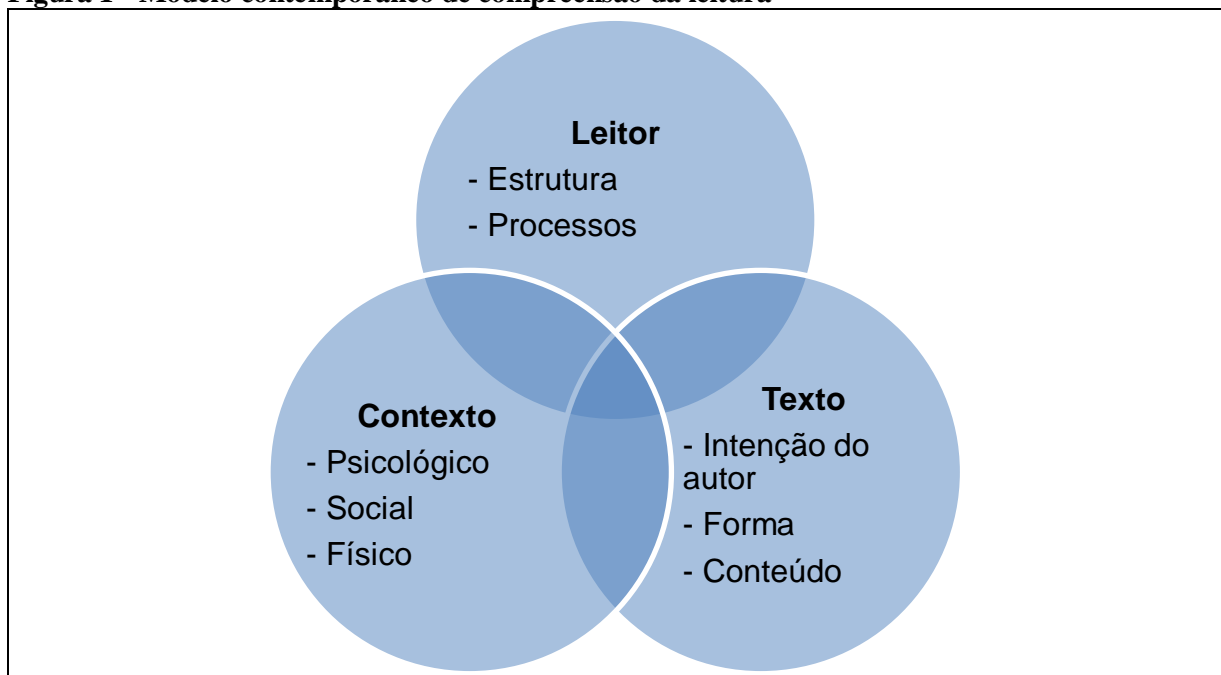 Figura 1 - Modelo contemporâneo de compreensão da leitura
Leitor
- Estrutura
- Processos
Contexto
- Psicológico
- Social
- Físico
Texto
- Intenção do
autor
- Forma
- Conteúdo